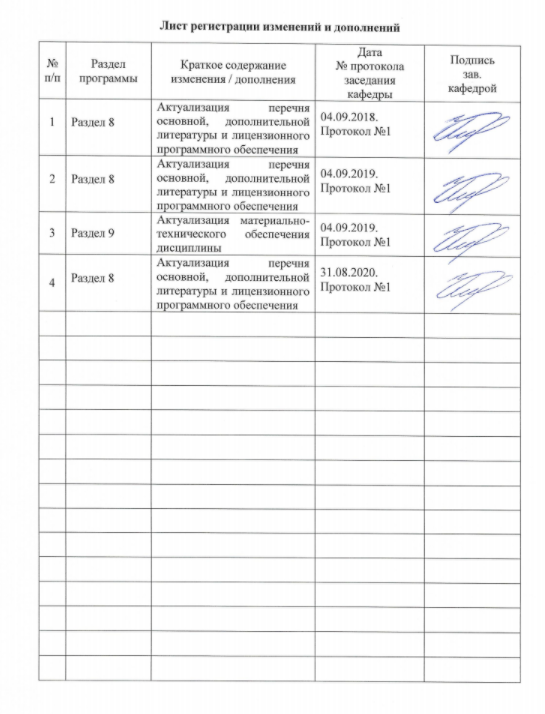 Лист регистрации изменений и дополнений
№
п/п
Раздел
программы
Краткое содержание
изменения / дополнения
Дата
№ протокола
заседания
кафедры
Подпись
зав.
кафедрой
1
Раздел 8
Актуализация перечня
основной, дополнительной
литературы и лицензионного
программного обеспечения
04.09.2018.
Протокол №1
2
Раздел 8
Актуализация перечня
основной, дополнительной
литературы и лицензионного
программного обеспечения
04.09.2019.
Протокол №1
3
Раздел 9
Актуализация материально-
технического обеспечения
дисциплины
04.09.2019.
Протокол №1
4
Раздел 8
Актуализация перечня
основной, дополнительной
литературы и лицензионного
программного обеспечения
31.08.2020.
Протокол №1